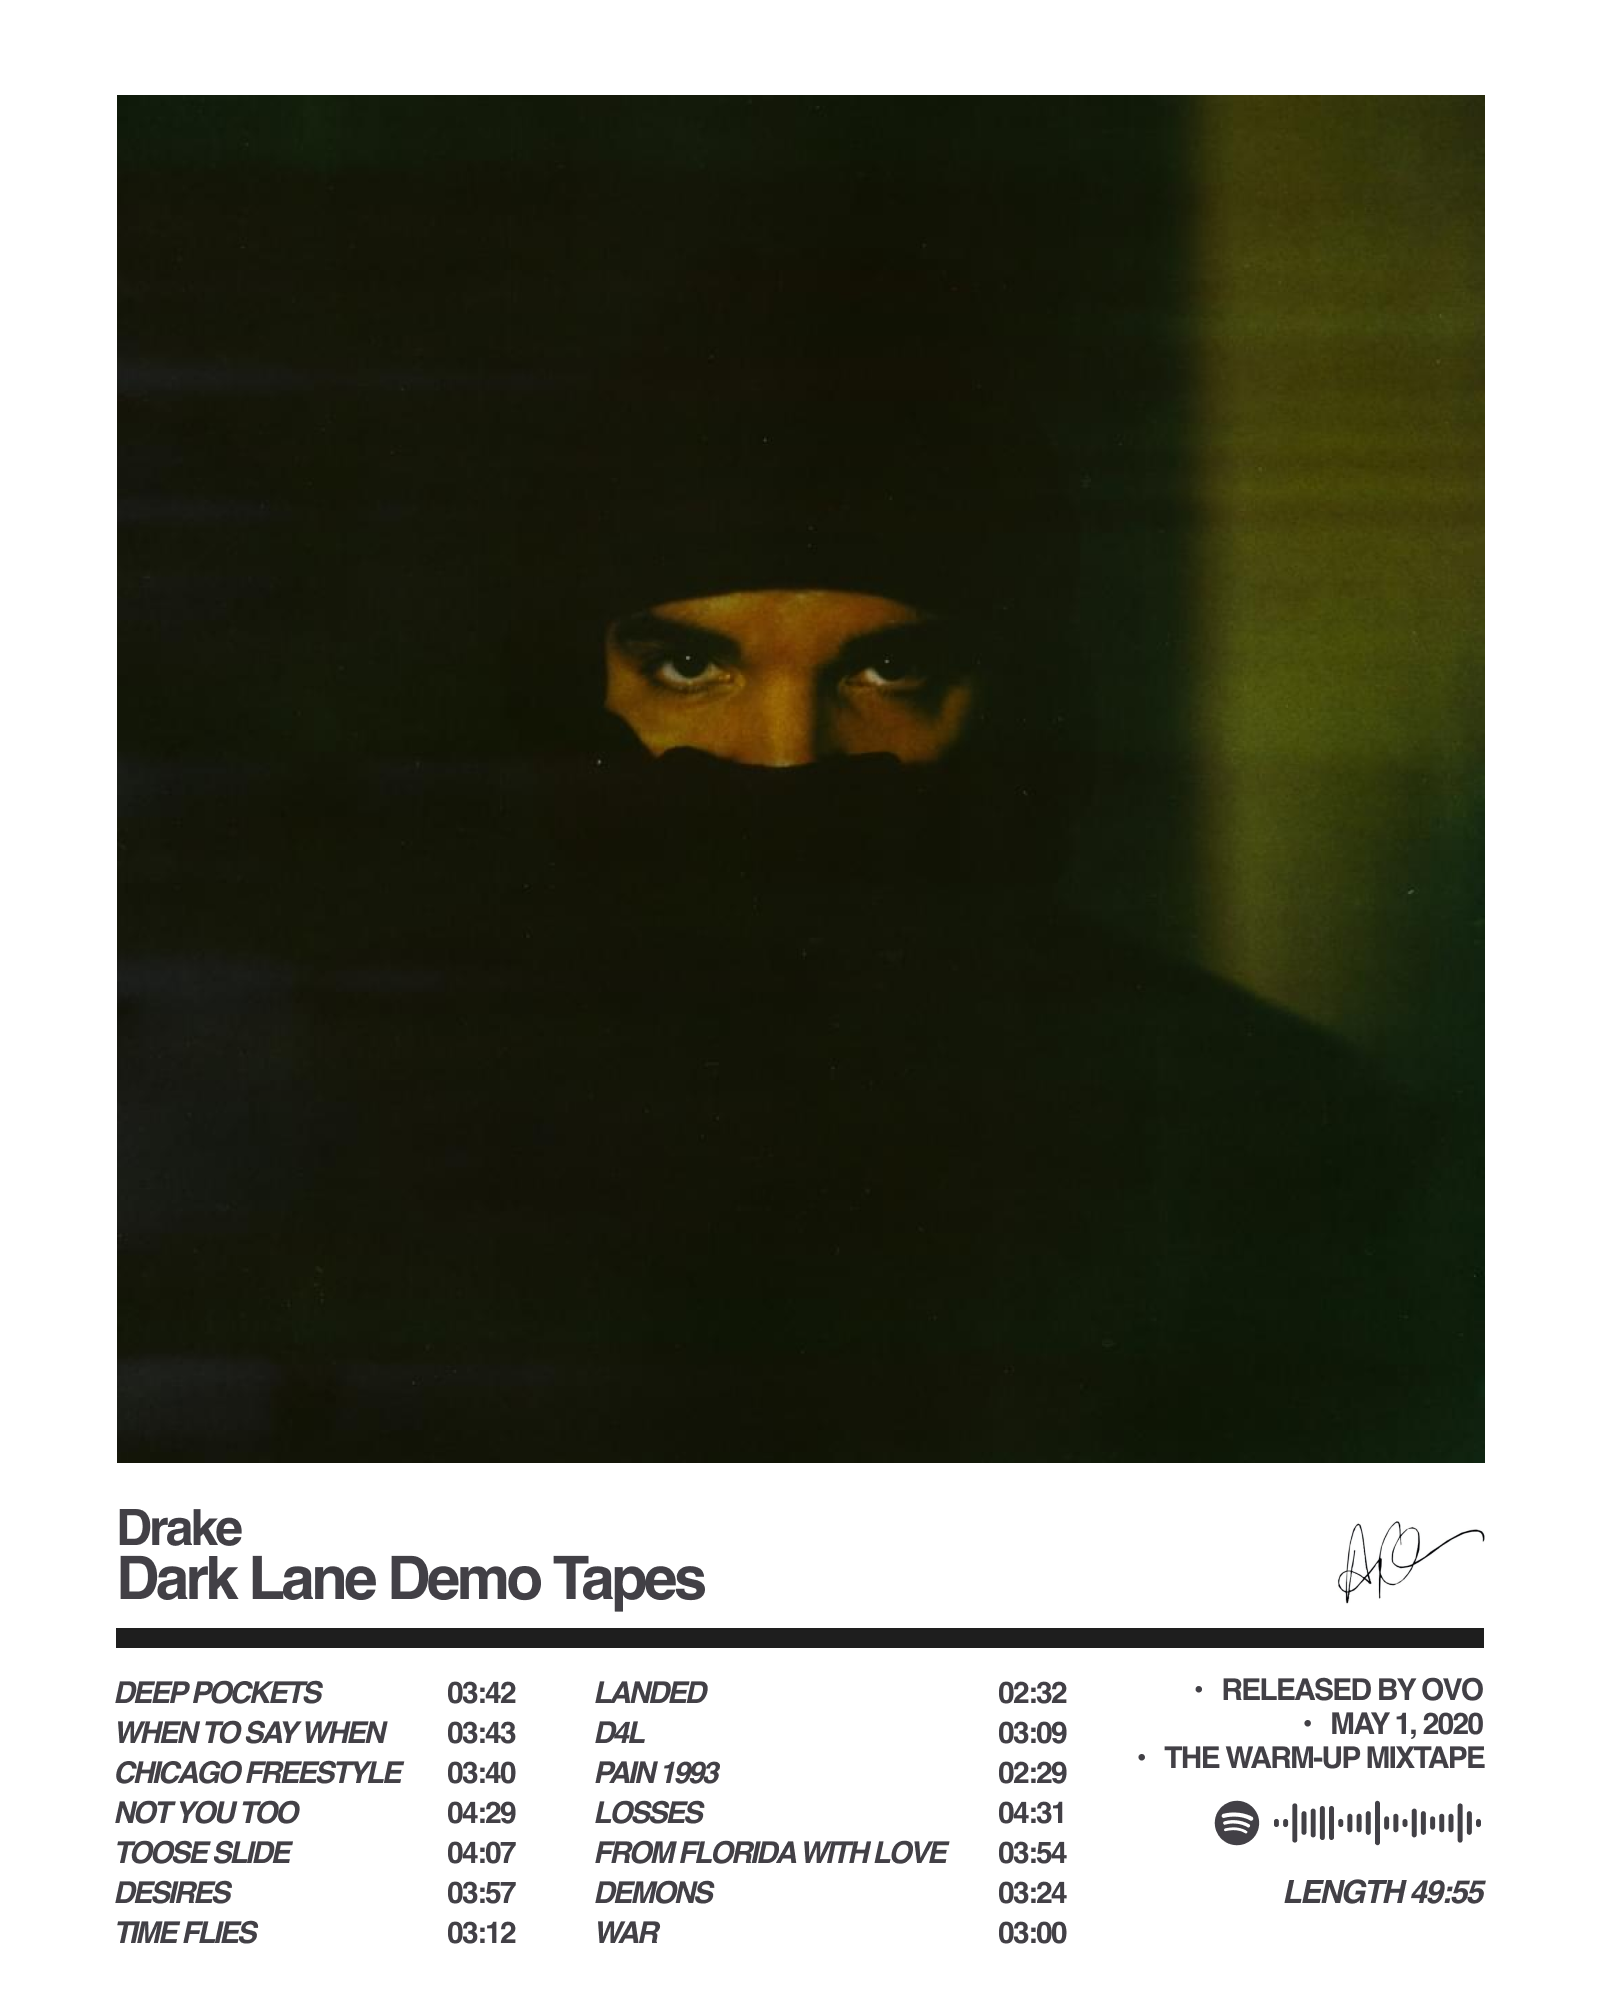 Drake
Dark Lane Demo Tapes
DEEP POCKETS 03:42
WHEN TO SAY WHEN 03:43
CHICAGO FREESTYLE 03:40
NOT YOU TOO 04:29
TOOSE SLIDE 04:07
DESIRES 03:57
TIME FLIES 03:12
LANDED 02:32
D4L 03:09
PAIN 1993 02:29
LOSSES 04:31
FROM FLORIDA WITH LOVE 03:54
DEMONS 03:24
WAR 03:00
• RELEASED BY OVO
• MAY 1, 2020
• THE WARM-UP MIXTAPE
LENGTH 49:55